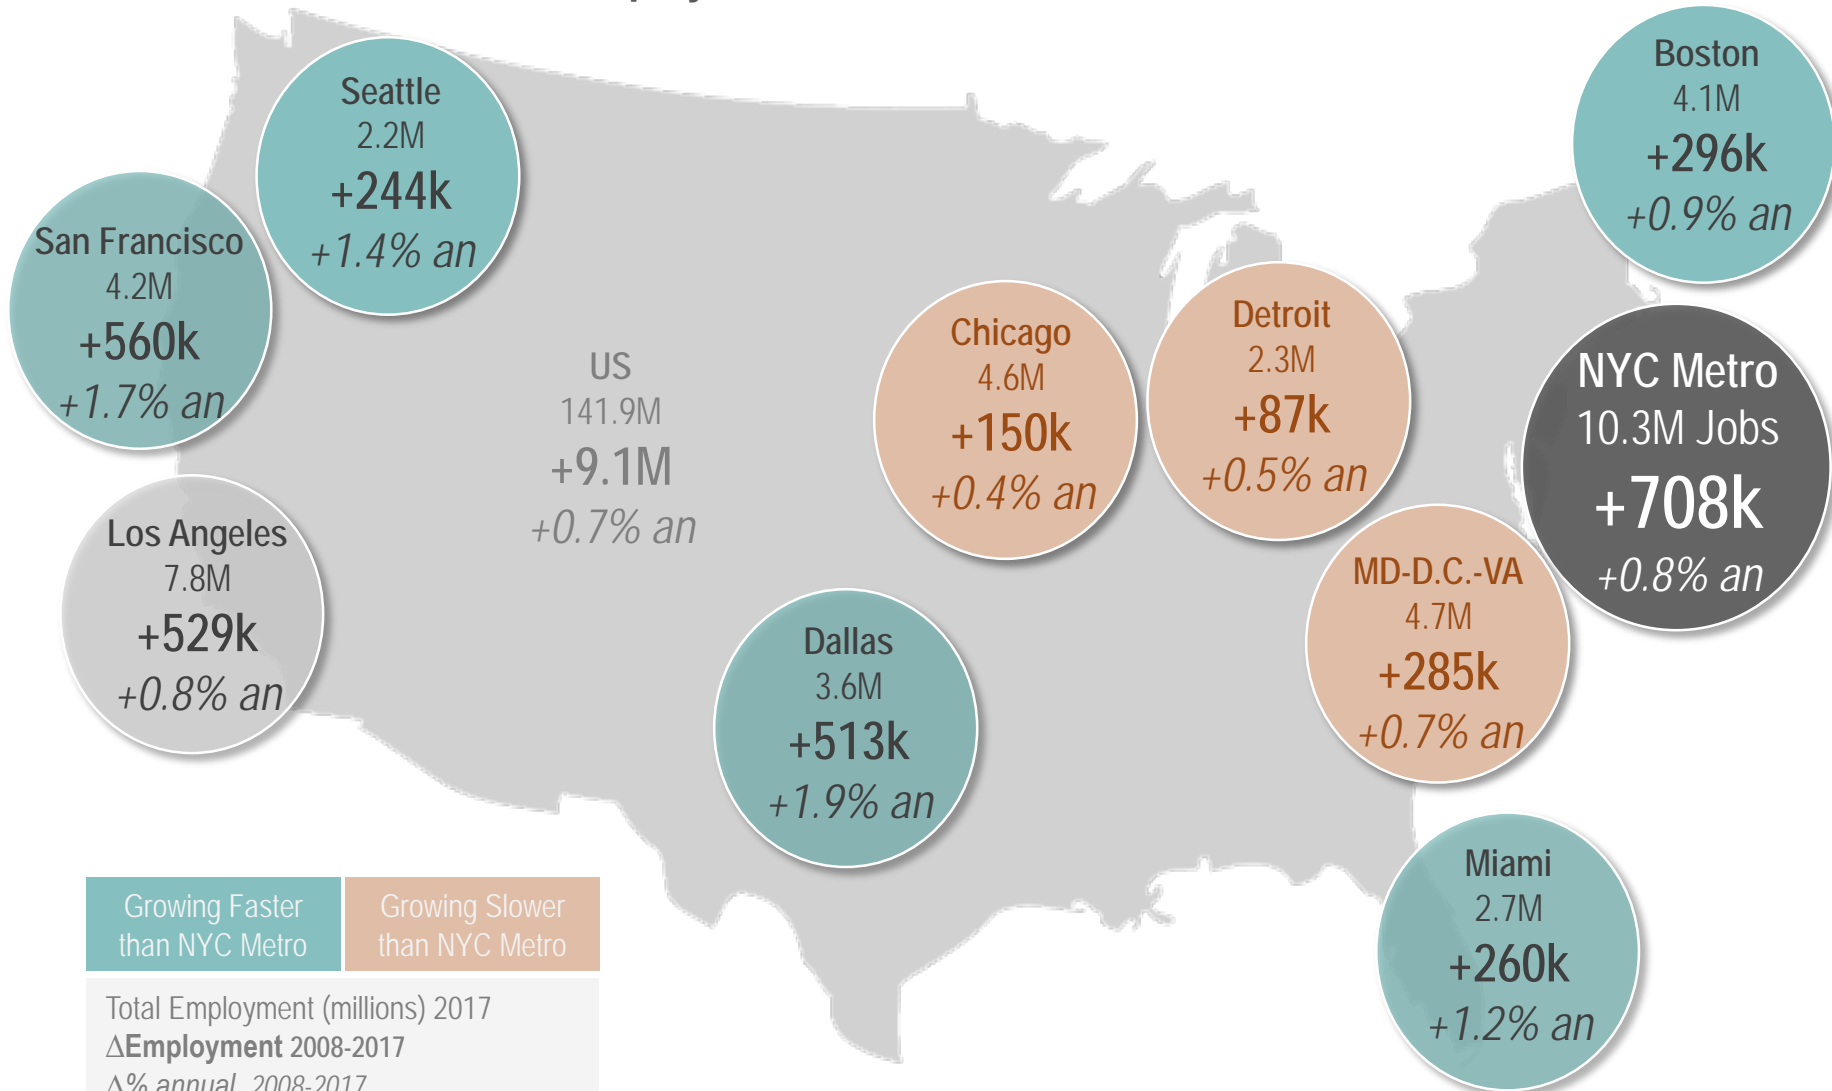 Seattle
2.2M
+244k
+1.4% an
Boston
4.1M
+296k
+0.9% an
San Francisco
4.2M
+560k
+1.7% an
US
141.9M
+9.1M
+0.7% an
Chicago
4.6M
+150k
+0.4% an
Detroit
2.3M
+87k
+0.5% an
NYC Metro
10.3M Jobs
+708k
+0.8% an
Los Angeles
7.8M
+529k
+0.8% an
Dallas
3.6M
+513k
+1.9% an
MD-D.C.-VA
4.7M
+285k
+0.7% an
Miami
2.7M
+260k
+1.2% an
Growing Faster
than NYC Metro
Growing Slower
than NYC Metro
Total Employment (millions) 2017
ΔEmployment 2008-2017
Δ% annual 2008-2017